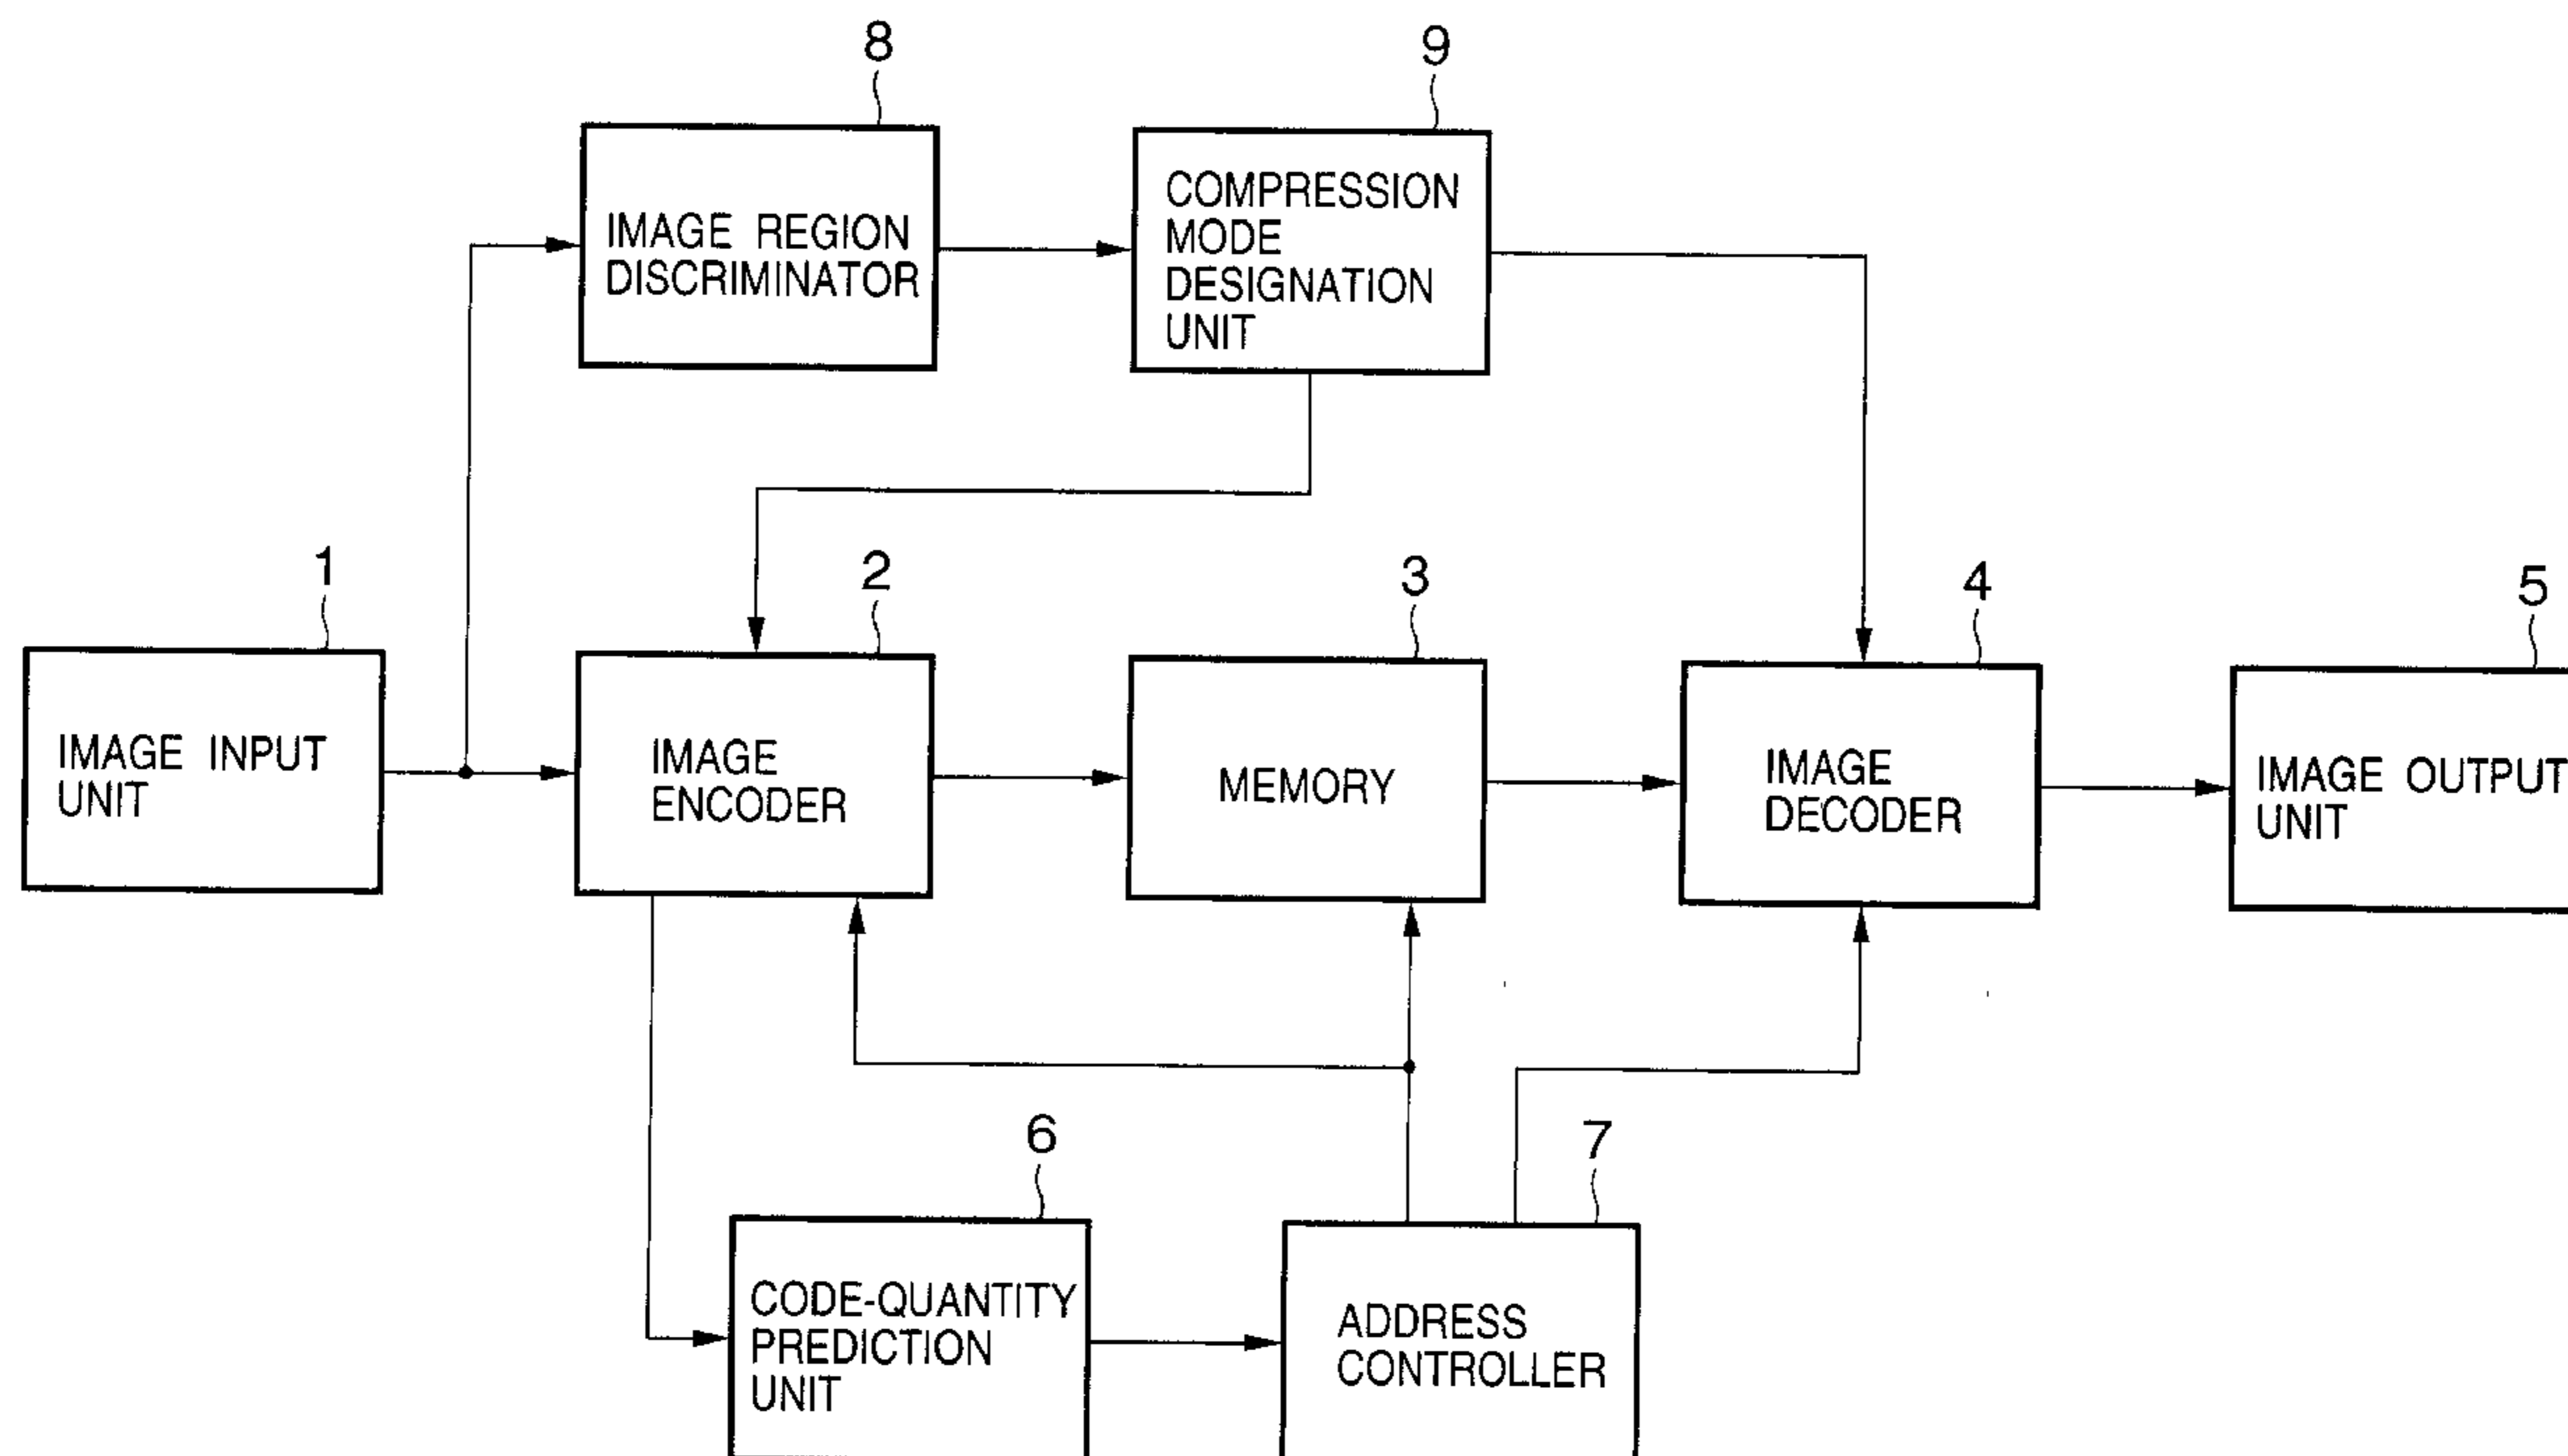 8
9
IMAGE REGION
DISCRIMINATOR
COMPRESSION
MODE
DESIGNATION
UNIT
1
2
3
4
5
IMAGE INPUT
UNIT
IMAGE
ENCODER
MEMORY
IMAGE
DECODER
IMAGE OUTPUT
UNIT
6
7
CODE-QUANTITY
PREDICTION
UNIT
ADDRESS
CONTROLLER